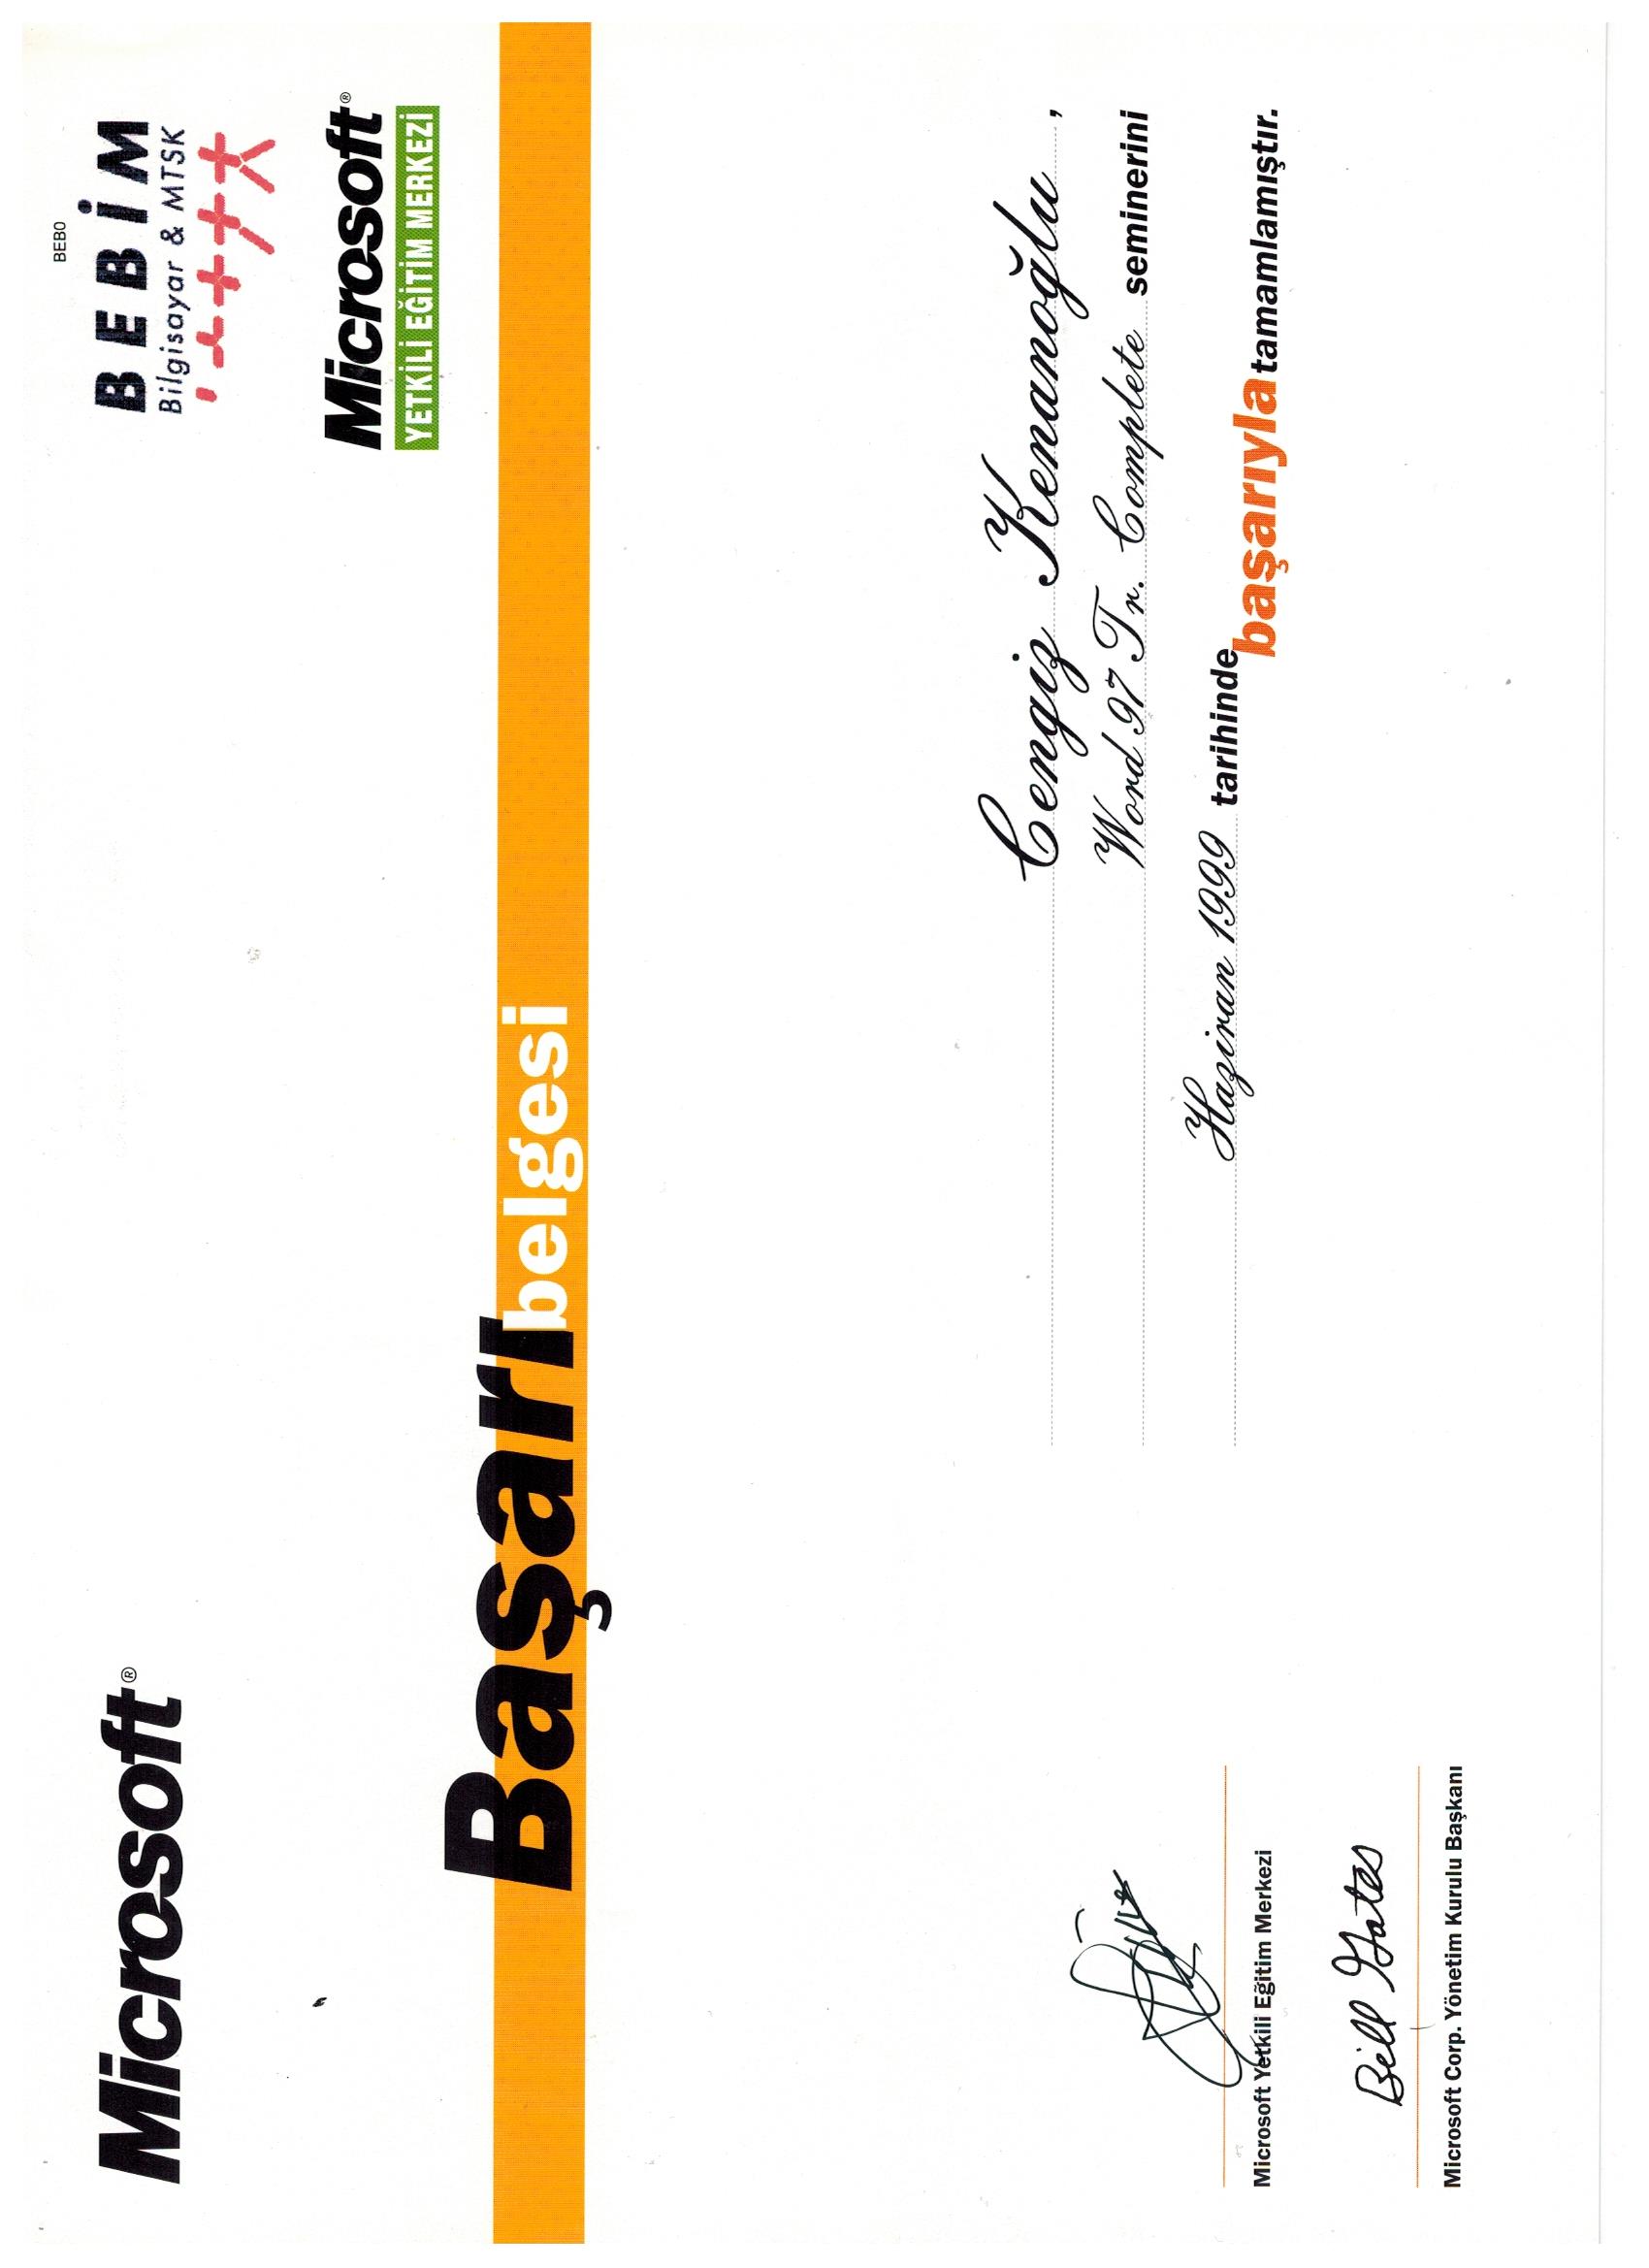 Microsoft®
BEB0
BEBİM
Bilgisayar & MTSK
Microsoft®
YETKİLİ EĞİTİM MERKEZİ
Başarı belgesi
Cengiz Kenanoğlu,
Word 97 Tr. Complete seminerini
Haziran 1999 tarihinde
başarıyla tamamlamıştır.
Microsoft Yetkili Eğitim Merkezi
Bill Gates
Microsoft Corp. Yönetim Kurulu Başkanı